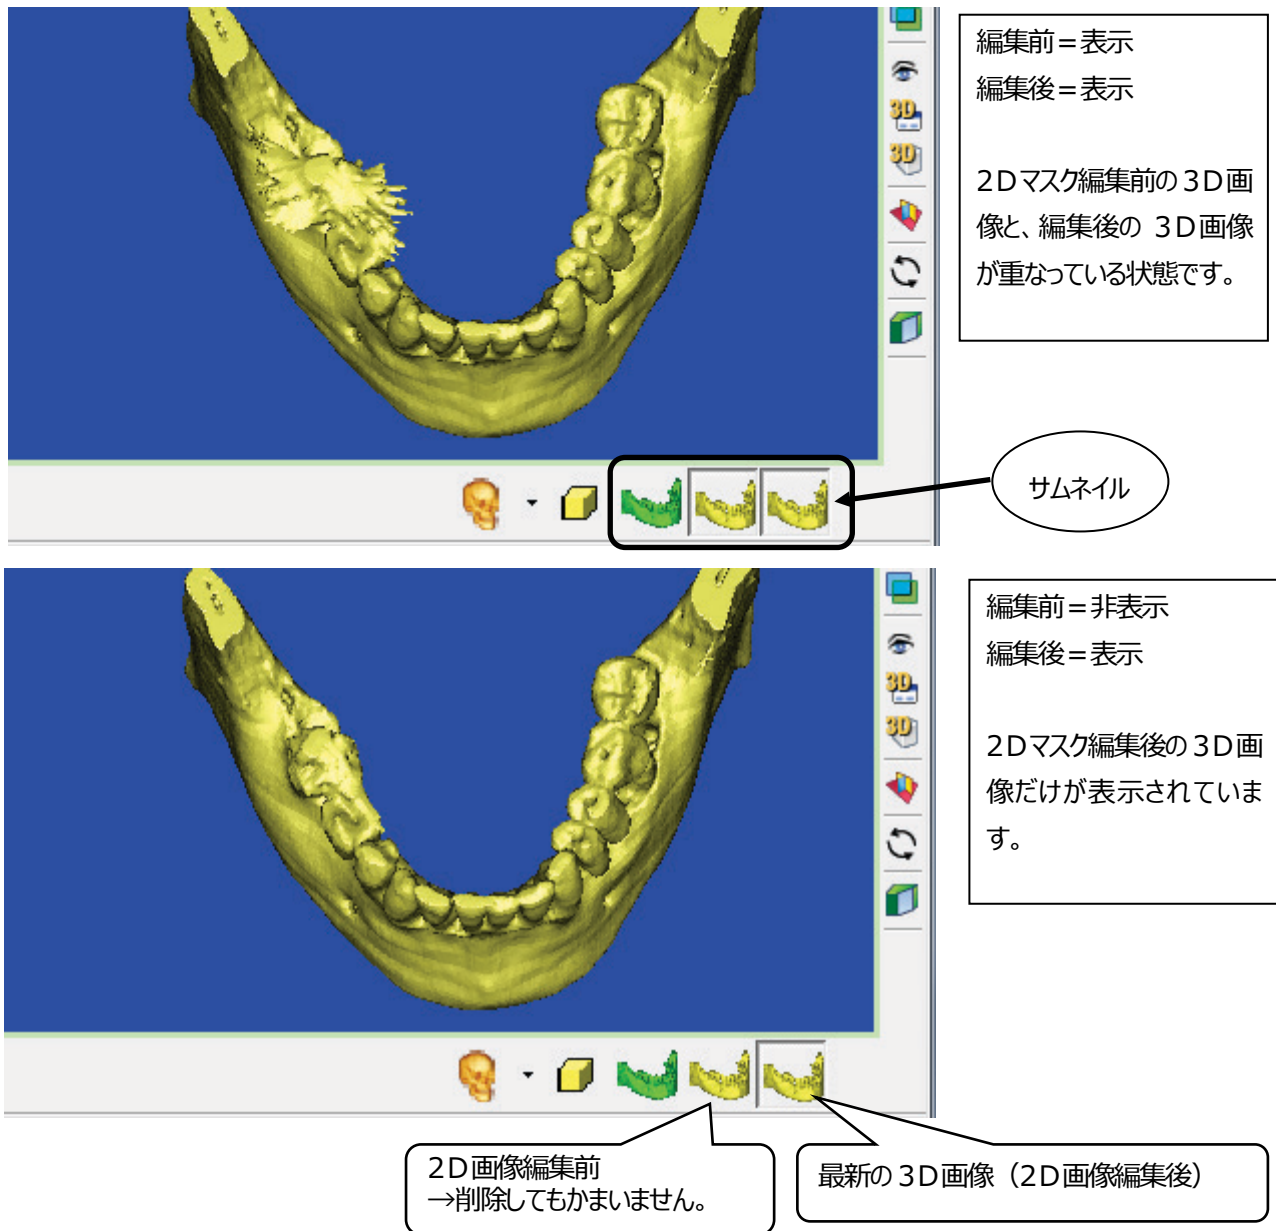 編集前＝表示
編集後＝表示
2Dマスク編集前の3D画
像と、編集後の 3D画像
が重なっている状態です。
3D
3D
サムネイル
編集前＝非表示
編集後＝表示
2Dマスク編集後の3D画
像だけが表示されていま
す。
3D
3D
2D画像編集前
→削除してもかまいません。
最新の3D画像（2D画像編集後）